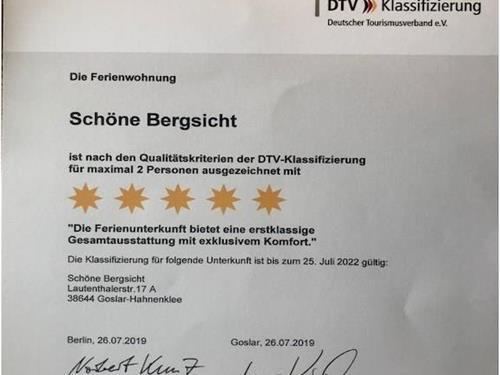 DTV Klassifizierung
Deutscher Tourismusverband e.V.
Die Ferienwohnung
Schöne Bergsicht
ist nach den Qualitätskriterien der DTV-Klassifizierung
für maximal 2 Personen ausgezeichnet mit
"Die Ferienunterkunft bietet eine erstklassige
Gesamtausstattung mit exklusivem Komfort."
Die Klassifizierung für folgende Unterkunft ist bis zum 25. Juli 2022 gültig:
Schöne Bergsicht
Lautenthalerstr.17 A
38644 Goslar-Hahnenklee
Berlin, 26.07.2019
Goslar, 26.07.2019